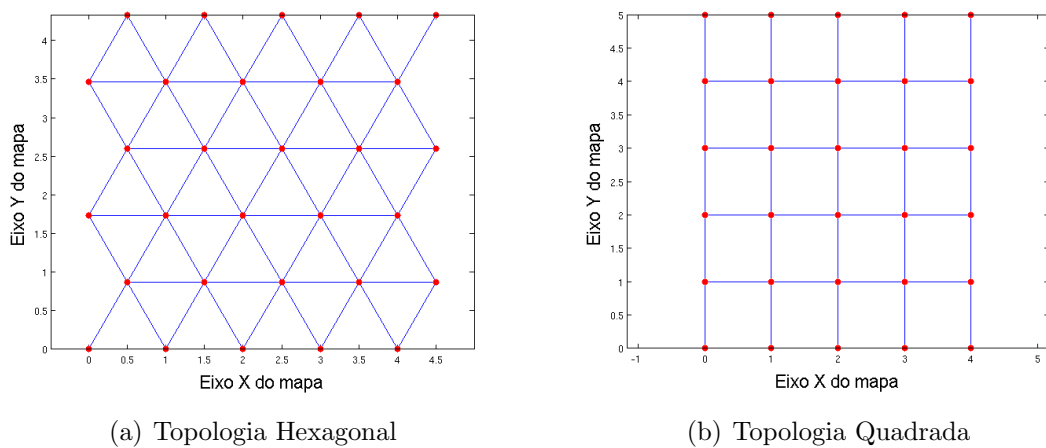 4
3.5
3
2.5
2
1.5
1
0.5
0
Eixo Y do mapa
0 0.5 1 1.5 2 2.5 3 3.5 4 4.5
Eixo X do mapa
(a) Topologia Hexagonal
5
4.5
4
3.5
3
2.5
2
1.5
1
0.5
0
Eixo Y do mapa
-1 0 1 2 3 4 5
Eixo X do mapa
(b) Topologia Quadrada